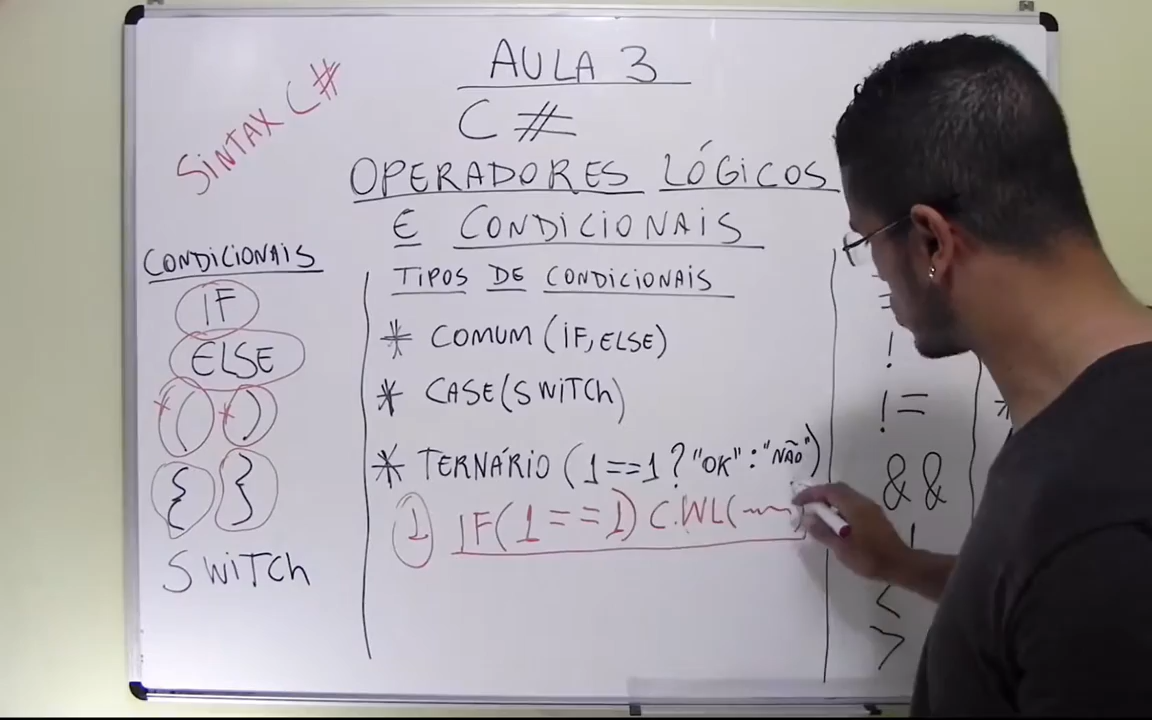 AULA 3
C#
OPERADORES LÓGICOS
E CONDICIONAIS
SINTAX C#
CONDICIONAIS
IF
ELSE
( )
{ }
SWITCH
TIPOS DE CONDICIONAIS
* COMUM (IF, ELSE)
* CASE (SWITCH)
* TERNÁRIO (1==1 ? "OK" : "NÃO")
1 IF(1==1) C.WL( )
!
!=
&&
<
>